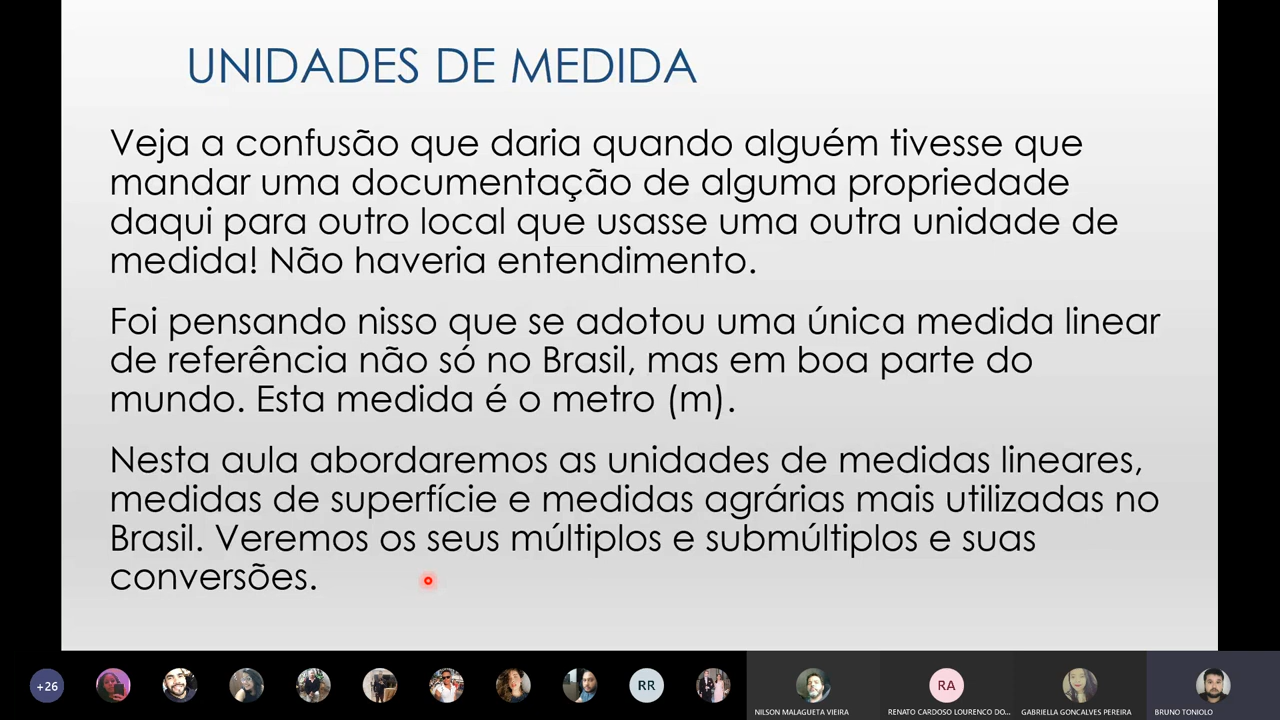 UNIDADES DE MEDIDA
Veja a confusão que daria quando alguém tivesse que
mandar uma documentação de alguma propriedade
daqui para outro local que usasse uma outra unidade de
medida! Não haveria entendimento.
Foi pensando nisso que se adotou uma única medida linear
de referência não só no Brasil, mas em boa parte do
mundo. Esta medida é o metro (m).
Nesta aula abordaremos as unidades de medidas lineares,
medidas de superfície e medidas agrárias mais utilizadas no
Brasil. Veremos os seus múltiplos e submúltiplos e suas
conversões.
+26
RR
RA
NILSON MALAGUETA VIEIRA
RENATO CARDOSO LOURENCO DO...
GABRIELLA GONCALVES PEREIRA
BRUNO TONIOLO